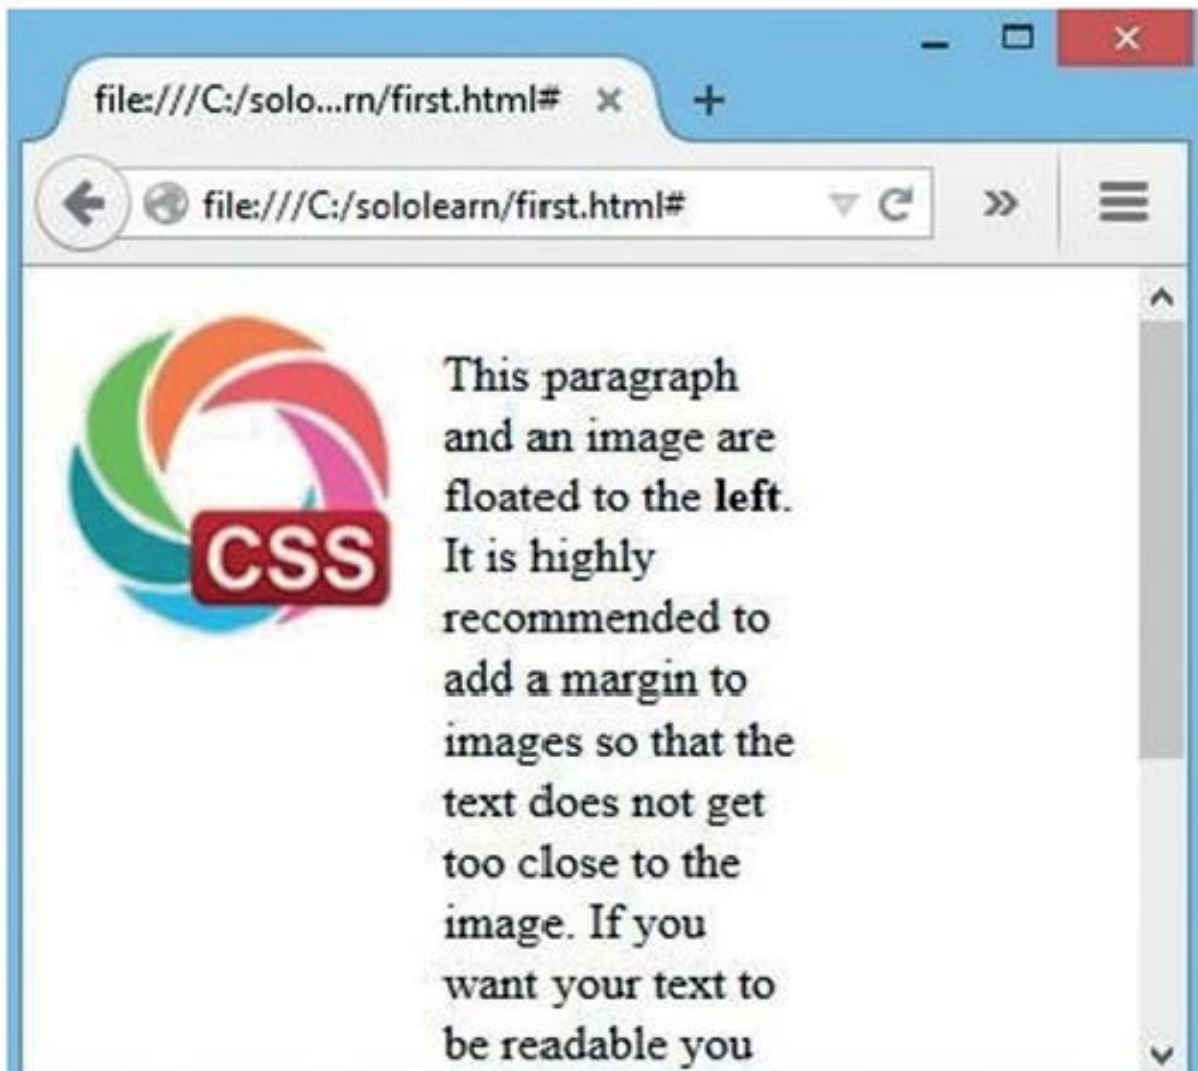 file:///C:/solo...rn/first.html#
file:///C:/sololearn/first.html#
CSS
This paragraph
and an image are
floated to the left.
It is highly
recommended to
add a margin to
images so that the
text does not get
too close to the
image. If you
want your text to
be readable you